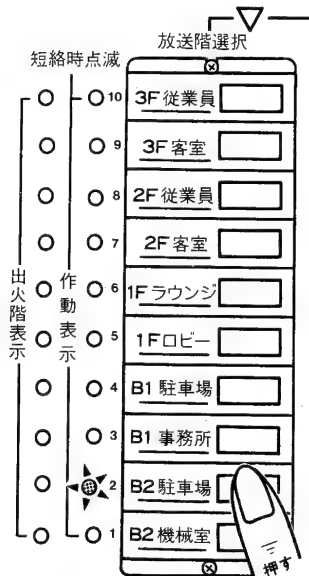 放送階選択
短絡時点滅
10 3F従業員
9 3F客室
8 2F従業員
7 2F客室
6 1Fラウンジ
5 1Fロビー
4 B1駐車場
3 B1事務所
2 B2駐車場
1 B2機械室
出火階表示
作動表示
押す